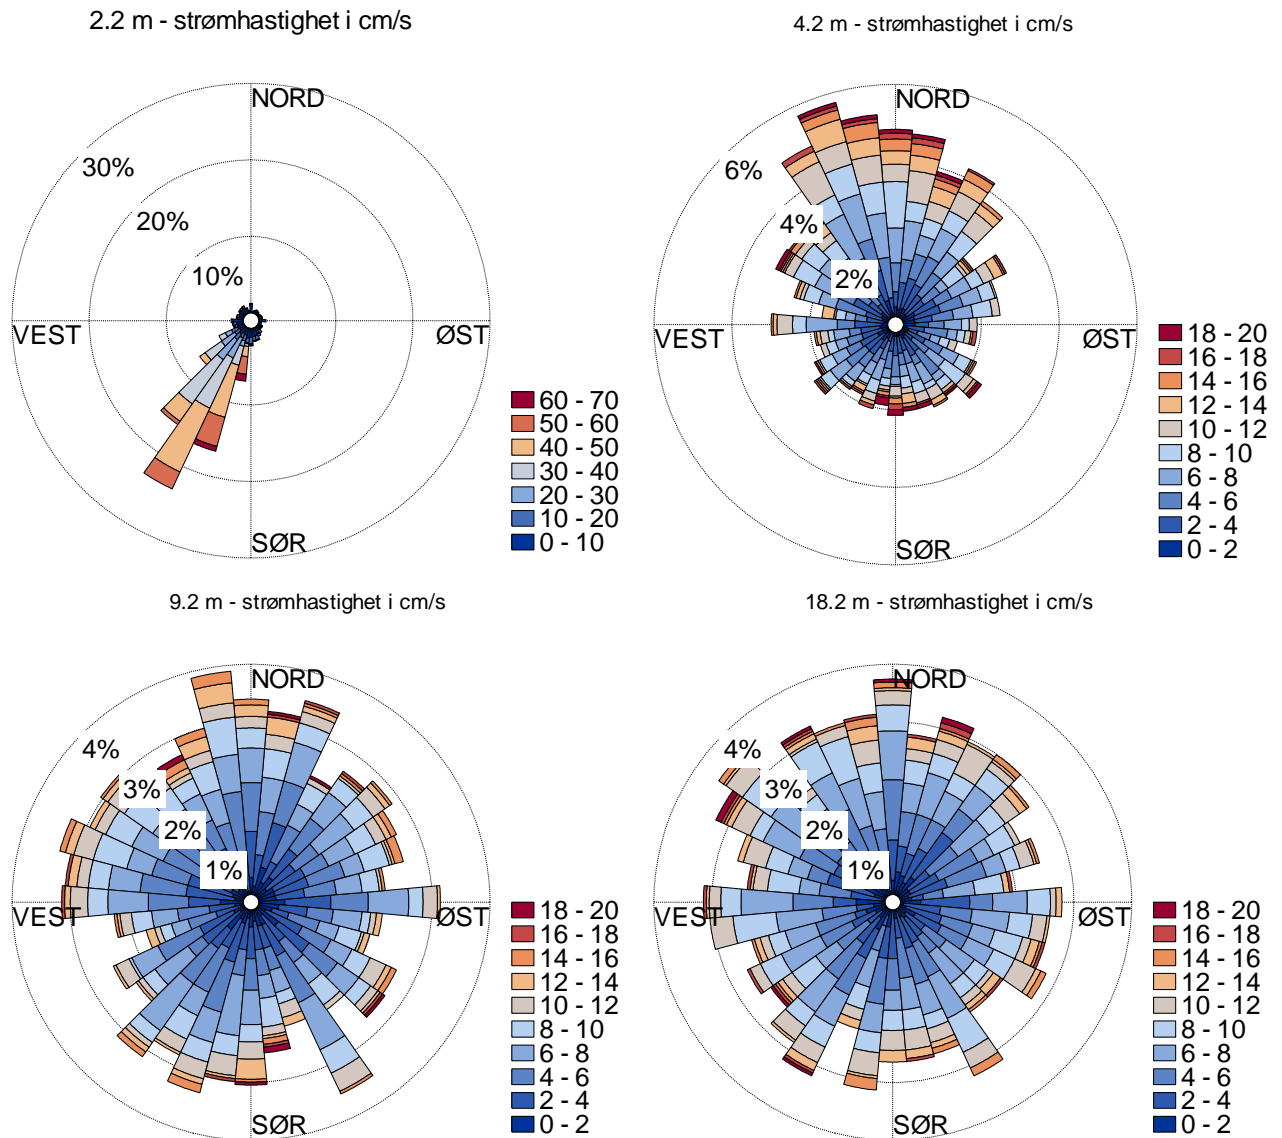 2.2 m - strømhastighet i cm/s
NORD
30%
20%
10%
VEST
ØST
SØR
60 - 70
50 - 60
40 - 50
30 - 40
20 - 30
10 - 20
0 - 10
4.2 m - strømhastighet i cm/s
NORD
6%
4%
2%
VEST
ØST
SØR
18 - 20
16 - 18
14 - 16
12 - 14
10 - 12
8 - 10
6 - 8
4 - 6
2 - 4
0 - 2
9.2 m - strømhastighet i cm/s
NORD
4%
3%
2%
1%
VEST
ØST
SØR
18 - 20
16 - 18
14 - 16
12 - 14
10 - 12
8 - 10
6 - 8
4 - 6
2 - 4
0 - 2
18.2 m - strømhastighet i cm/s
NORD
4%
3%
2%
1%
VEST
ØST
SØR
18 - 20
16 - 18
14 - 16
12 - 14
10 - 12
8 - 10
6 - 8
4 - 6
2 - 4
0 - 2